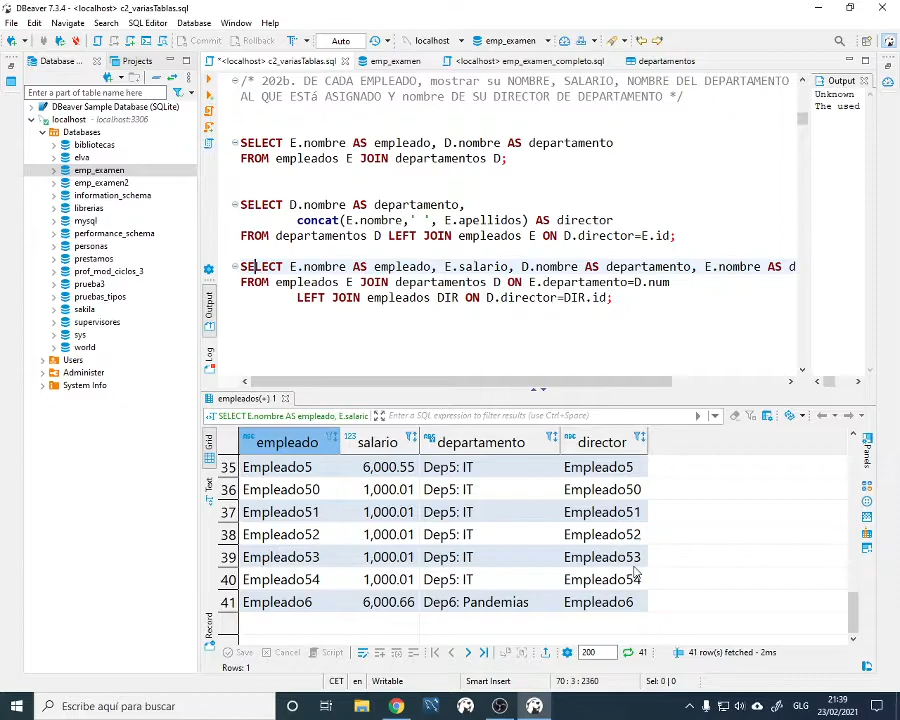 DBeaver 7.3.4 - <localhost> c2_variasTablas.sql
File Edit Navigate Search SQL Editor Database Window Help
Commit Rollback Auto localhost emp_examen
Database ... Projects
*<localhost> c2_variasTablas.sql emp_examen <localhost> emp_examen_completo.sql departamentos
Enter a part of table name here
DBeaver Sample Database (SQLite)
localhost - localhost:3306
Databases
bibliotecas
elva
emp_examen
emp_examen2
information_schema
librerias
mysql
performance_schema
personas
prestamos
prof_mod_ciclos_3
prueba3
pruebas_tipos
sakila
supervisores
sys
world
Users
Administer
System Info
/* 202b. DE CADA EMPLEADO, mostrar su NOMBRE, SALARIO, NOMBRE DEL DEPARTAMENTO
AL QUE ESTá ASIGNADO Y nombre DE SU DIRECTOR DE DEPARTAMENTO */
SELECT E.nombre AS empleado, D.nombre AS departamento
FROM empleados E JOIN departamentos D;
SELECT D.nombre AS departamento,
concat(E.nombre,' ', E.apellidos) AS director
FROM departamentos D LEFT JOIN empleados E ON D.director=E.id;
SELECT E.nombre AS empleado, E.salario, D.nombre AS departamento, E.nombre AS d
FROM empleados E JOIN departamentos D ON E.departamento=D.num
LEFT JOIN empleados DIR ON D.director=DIR.id;
Output
Unknown
The used
Output
Log
empleados(+) 1
SELECT E.nombre AS empleado, E.salaric Enter a SQL expression to filter results (use Ctrl+Space)
Grid
Text
Record
Panels
empleado salario departamento director
35 Empleado5 6,000.55 Dep5: IT Empleado5
36 Empleado50 1,000.01 Dep5: IT Empleado50
37 Empleado51 1,000.01 Dep5: IT Empleado51
38 Empleado52 1,000.01 Dep5: IT Empleado52
39 Empleado53 1,000.01 Dep5: IT Empleado53
40 Empleado54 1,000.01 Dep5: IT Empleado54
41 Empleado6 6,000.66 Dep6: Pandemias Empleado6
Save Cancel Script 200 41 41 row(s) fetched - 2ms
Rows: 1
CET en Writable Smart Insert 70 : 3 : 2360 Sel: 0 | 0
Escribe aquí para buscar
GLG
21:39
23/02/2021